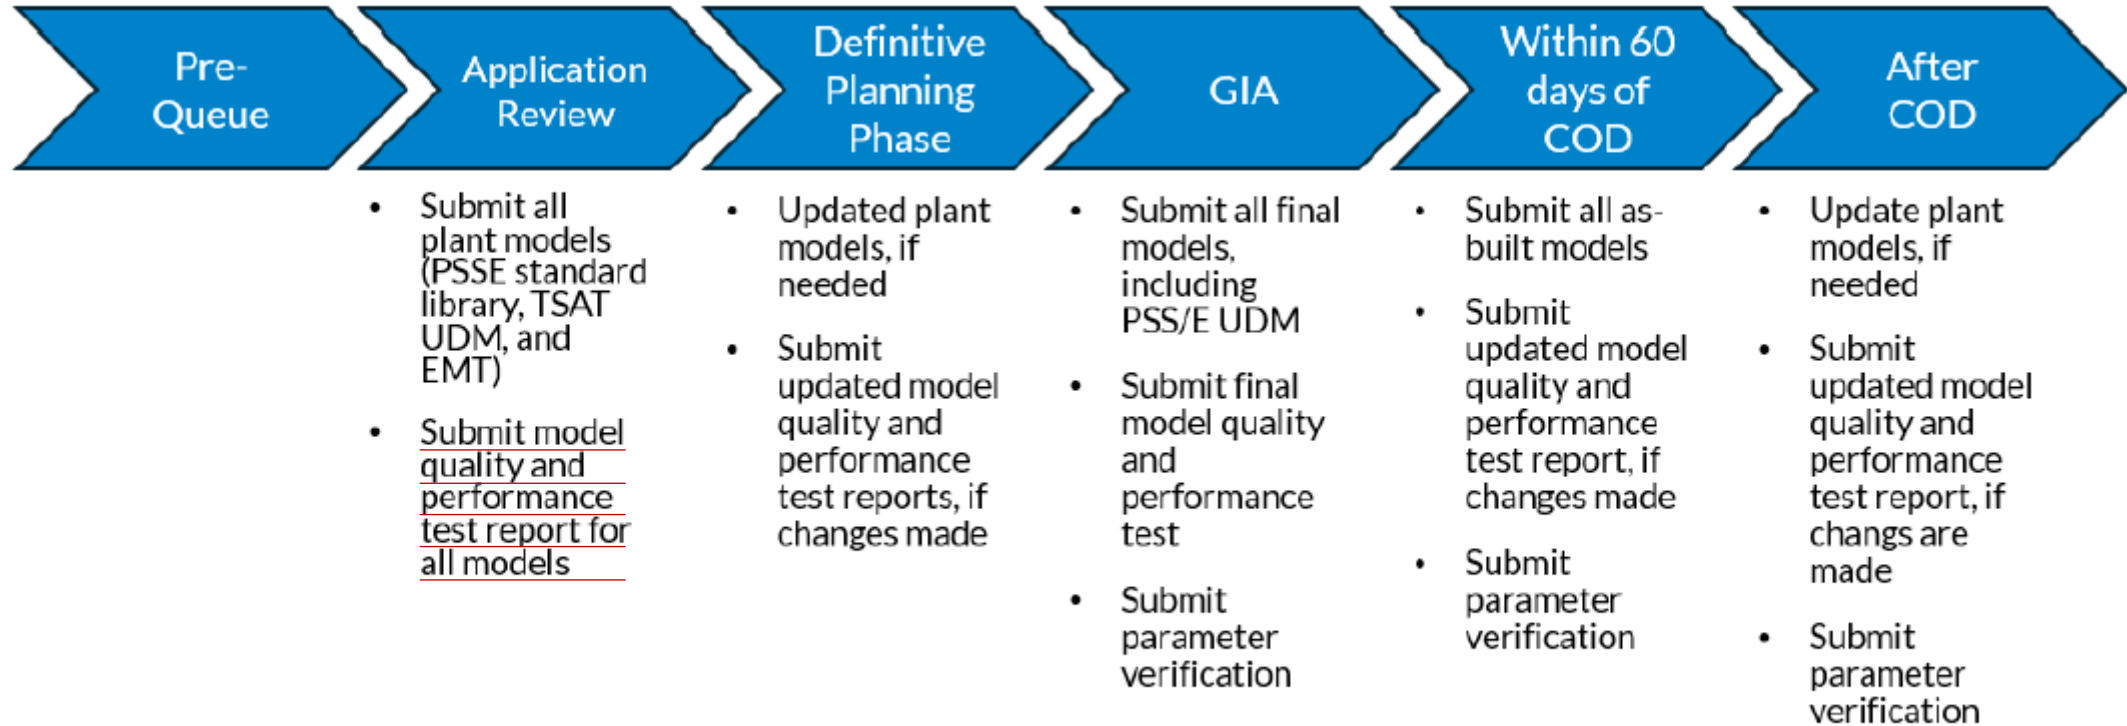 Pre-
Queue
Application
Review
Definitive
Planning
Phase
GIA
Within 60
days of
COD
After
COD
• Submit all
plant models
(PSSE standard
library, TSAT
UDM, and
EMT)
• Submit model
quality and
performance
test report for
all models
• Updated plant
models, if
needed
• Submit
updated model
quality and
performance
test reports, if
changes made
• Submit all final
models,
including
PSS/E UDM
• Submit final
model quality
and
performance
test
• Submit
parameter
verification
• Submit all as-
built models
• Submit
updated model
quality and
performance
test report, if
changes made
• Submit
parameter
verification
• Update plant
models, if
needed
• Submit
updated model
quality and
performance
test report, if
changs are
made
• Submit
parameter
verification